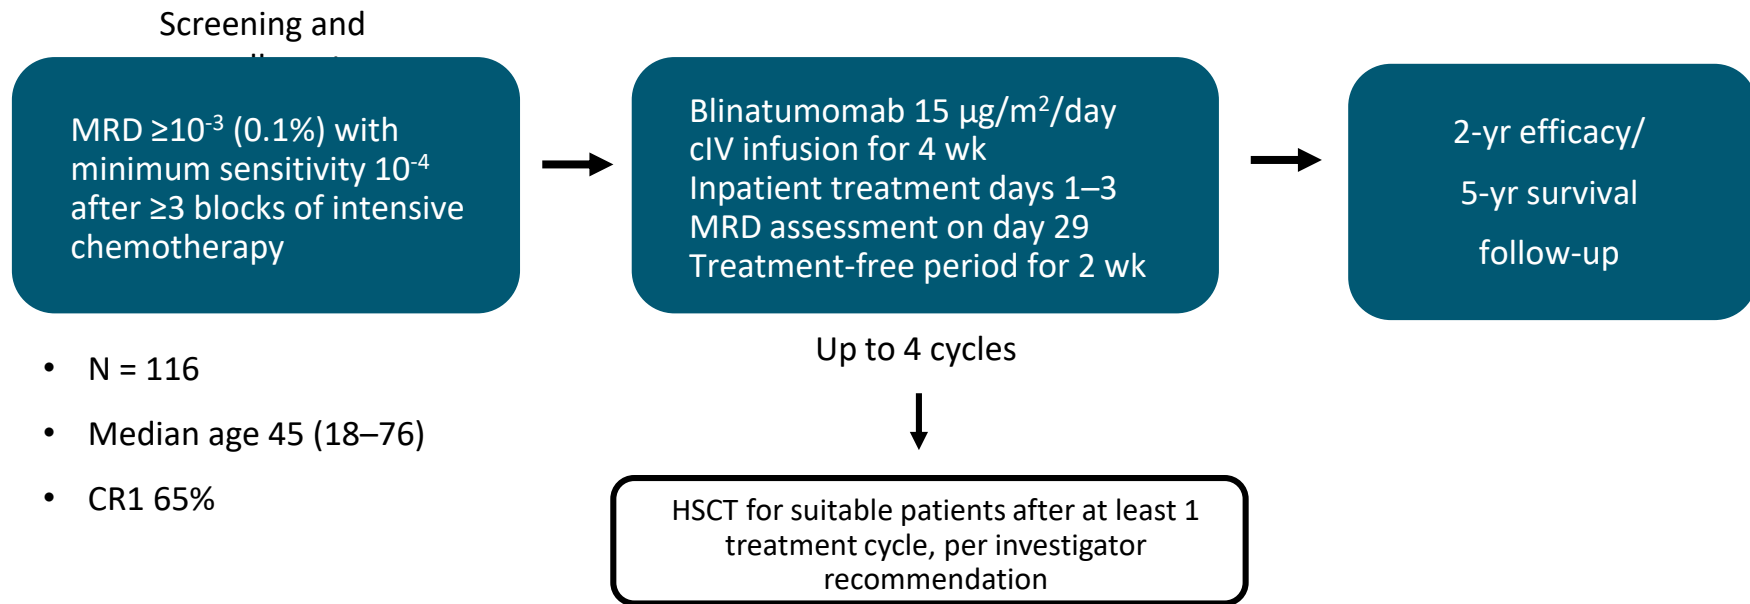 Screening and
MRD ≥10⁻³ (0.1%) with
minimum sensitivity 10⁻⁴
after ≥3 blocks of intensive
chemotherapy
• N = 116
• Median age 45 (18–76)
• CR1 65%
Blinatumomab 15 µg/m²/day
cIV infusion for 4 wk
Inpatient treatment days 1–3
MRD assessment on day 29
Treatment-free period for 2 wk
Up to 4 cycles
HSCT for suitable patients after at least 1
treatment cycle, per investigator
recommendation
2-yr efficacy/
5-yr survival
follow-up